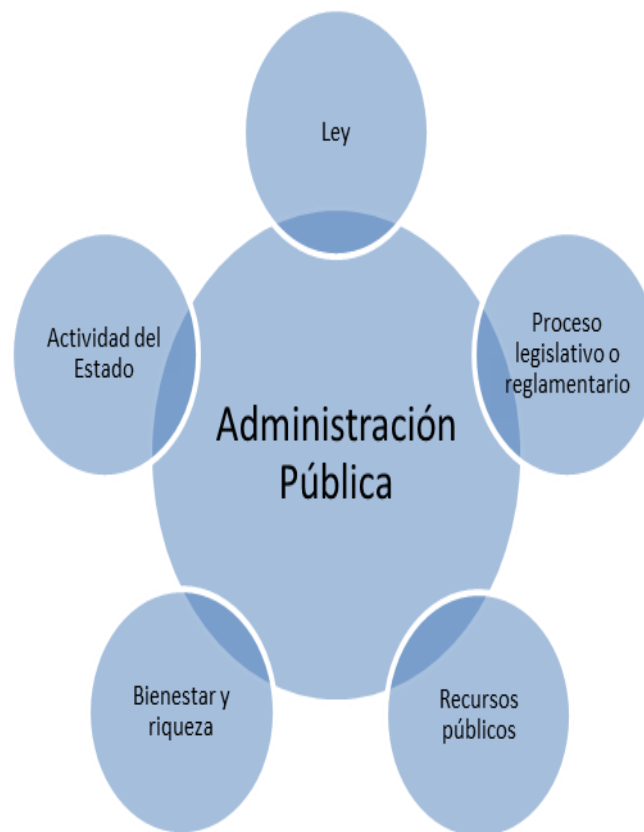 Ley
Proceso
legislativo o
reglamentario
Actividad del
Estado
Administración
Pública
Bienestar y
riqueza
Recursos
públicos